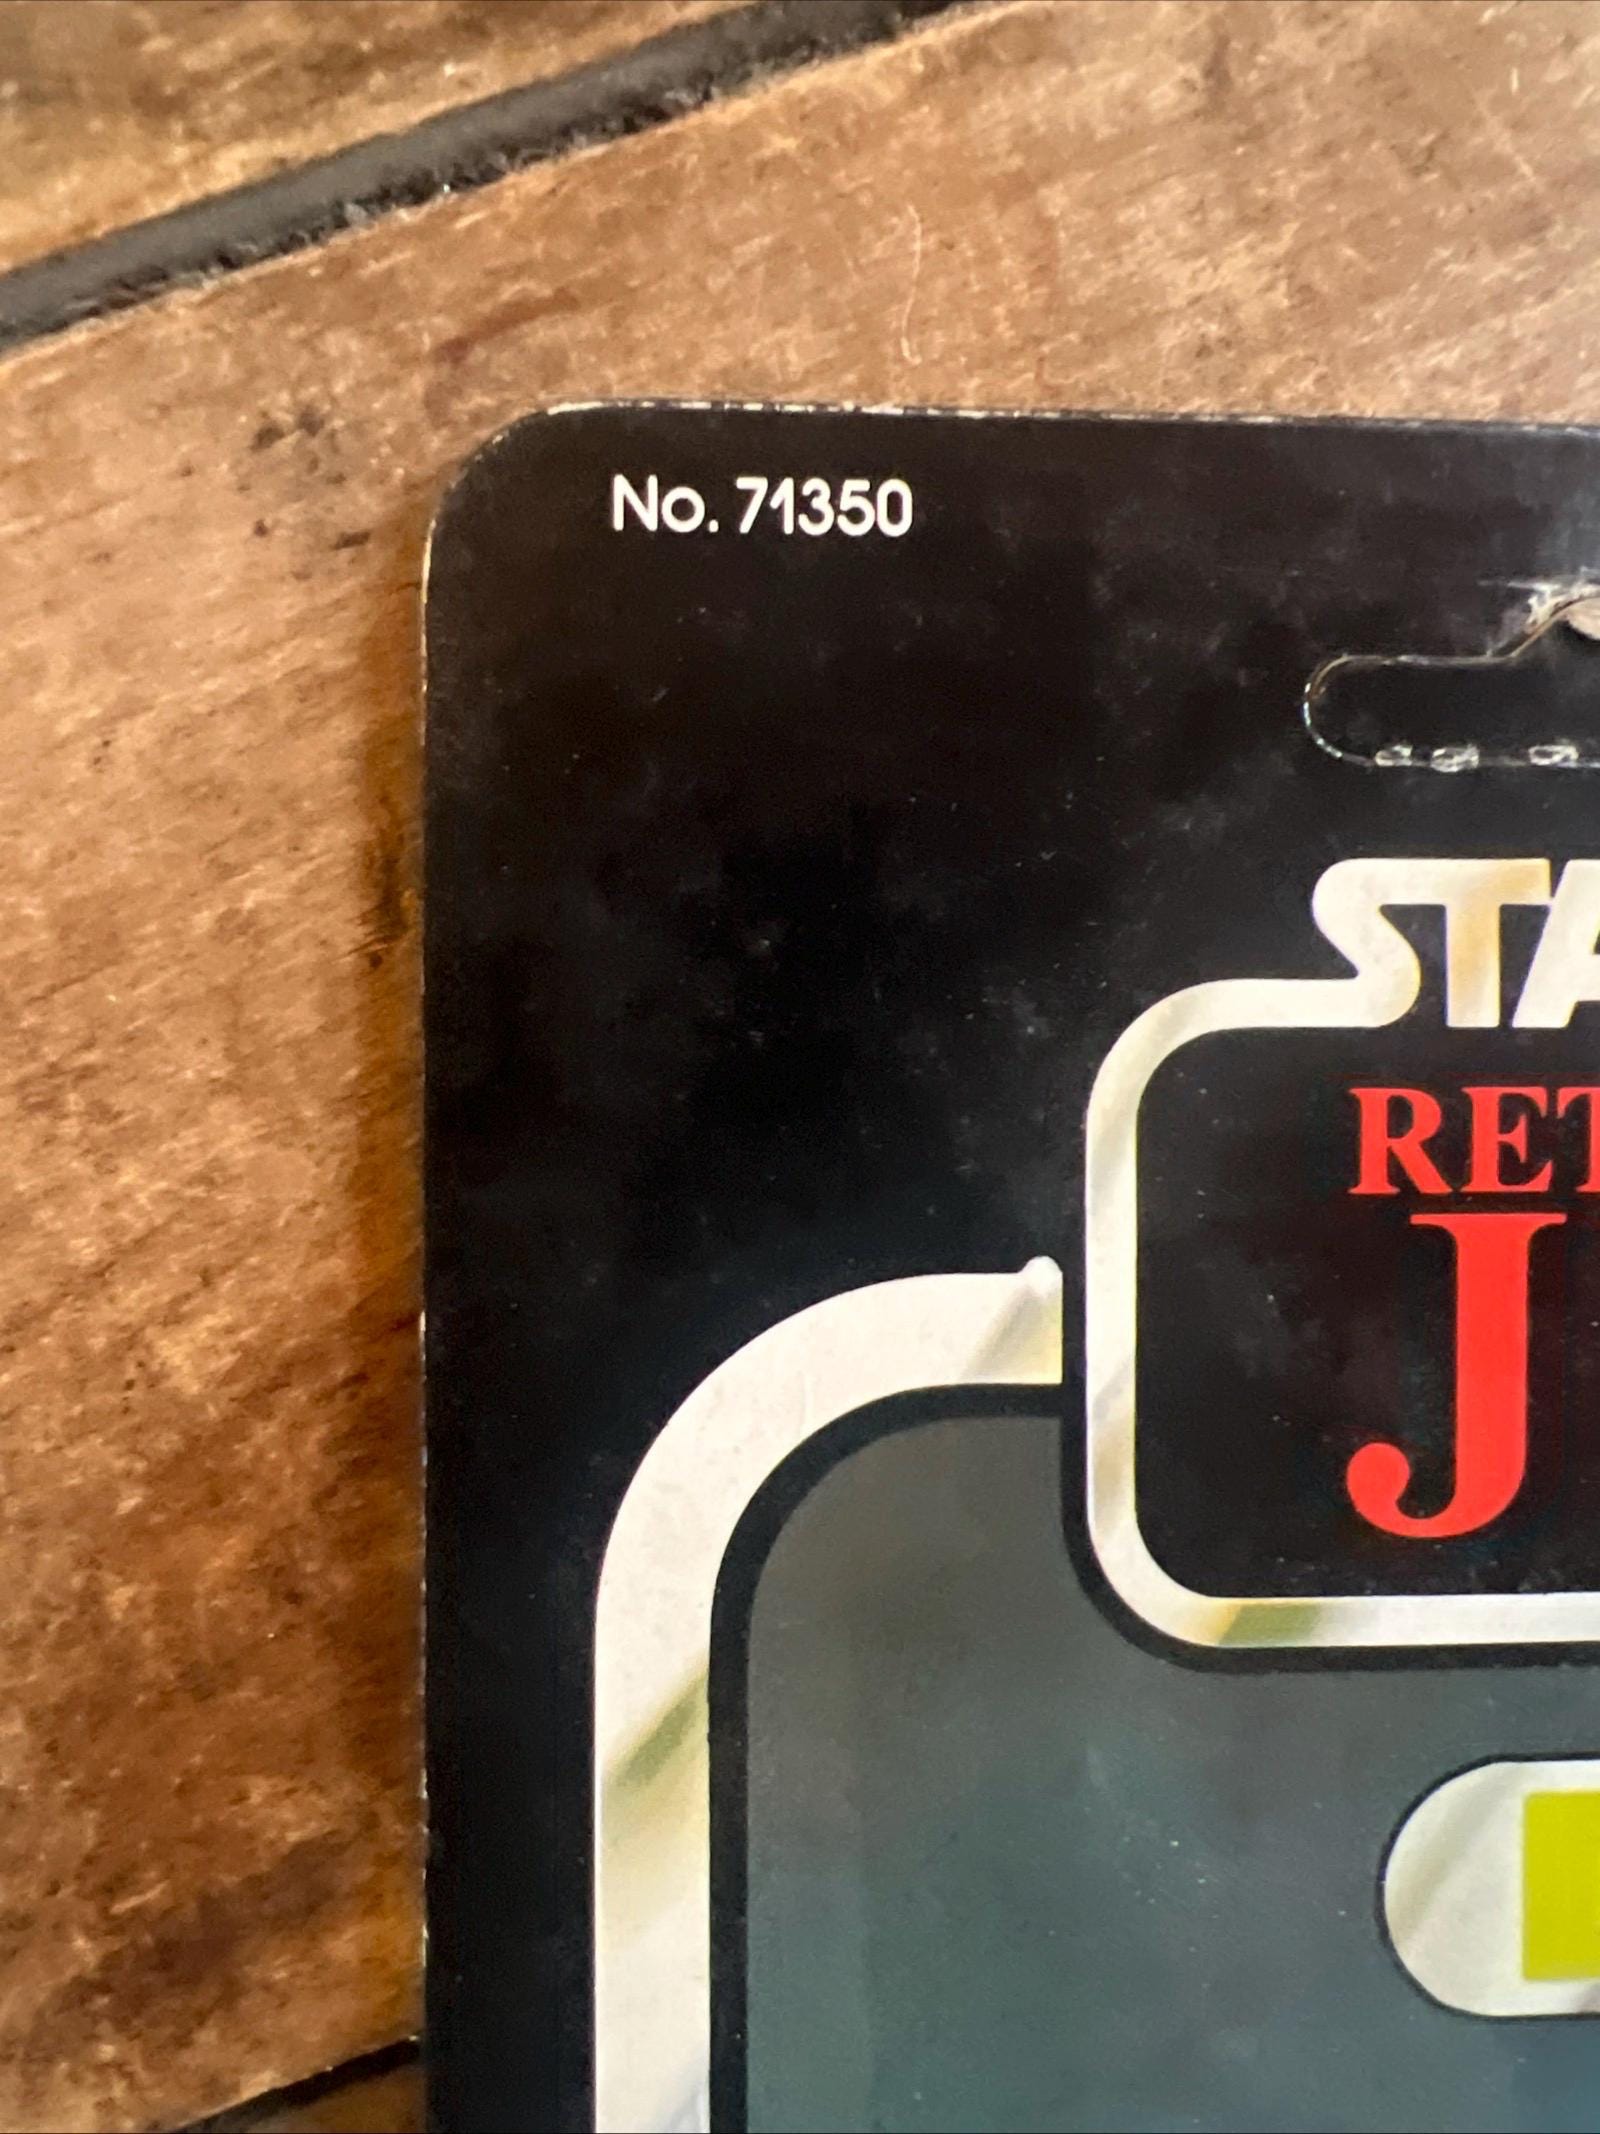 No. 71350
STA
RET
J